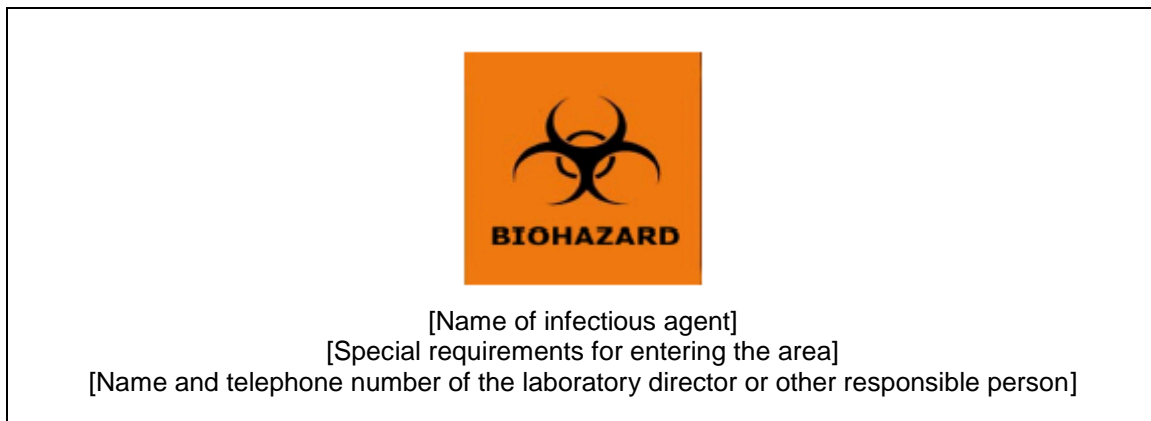 BIOHAZARD
[Name of infectious agent]
[Special requirements for entering the area]
[Name and telephone number of the laboratory director or other responsible person]